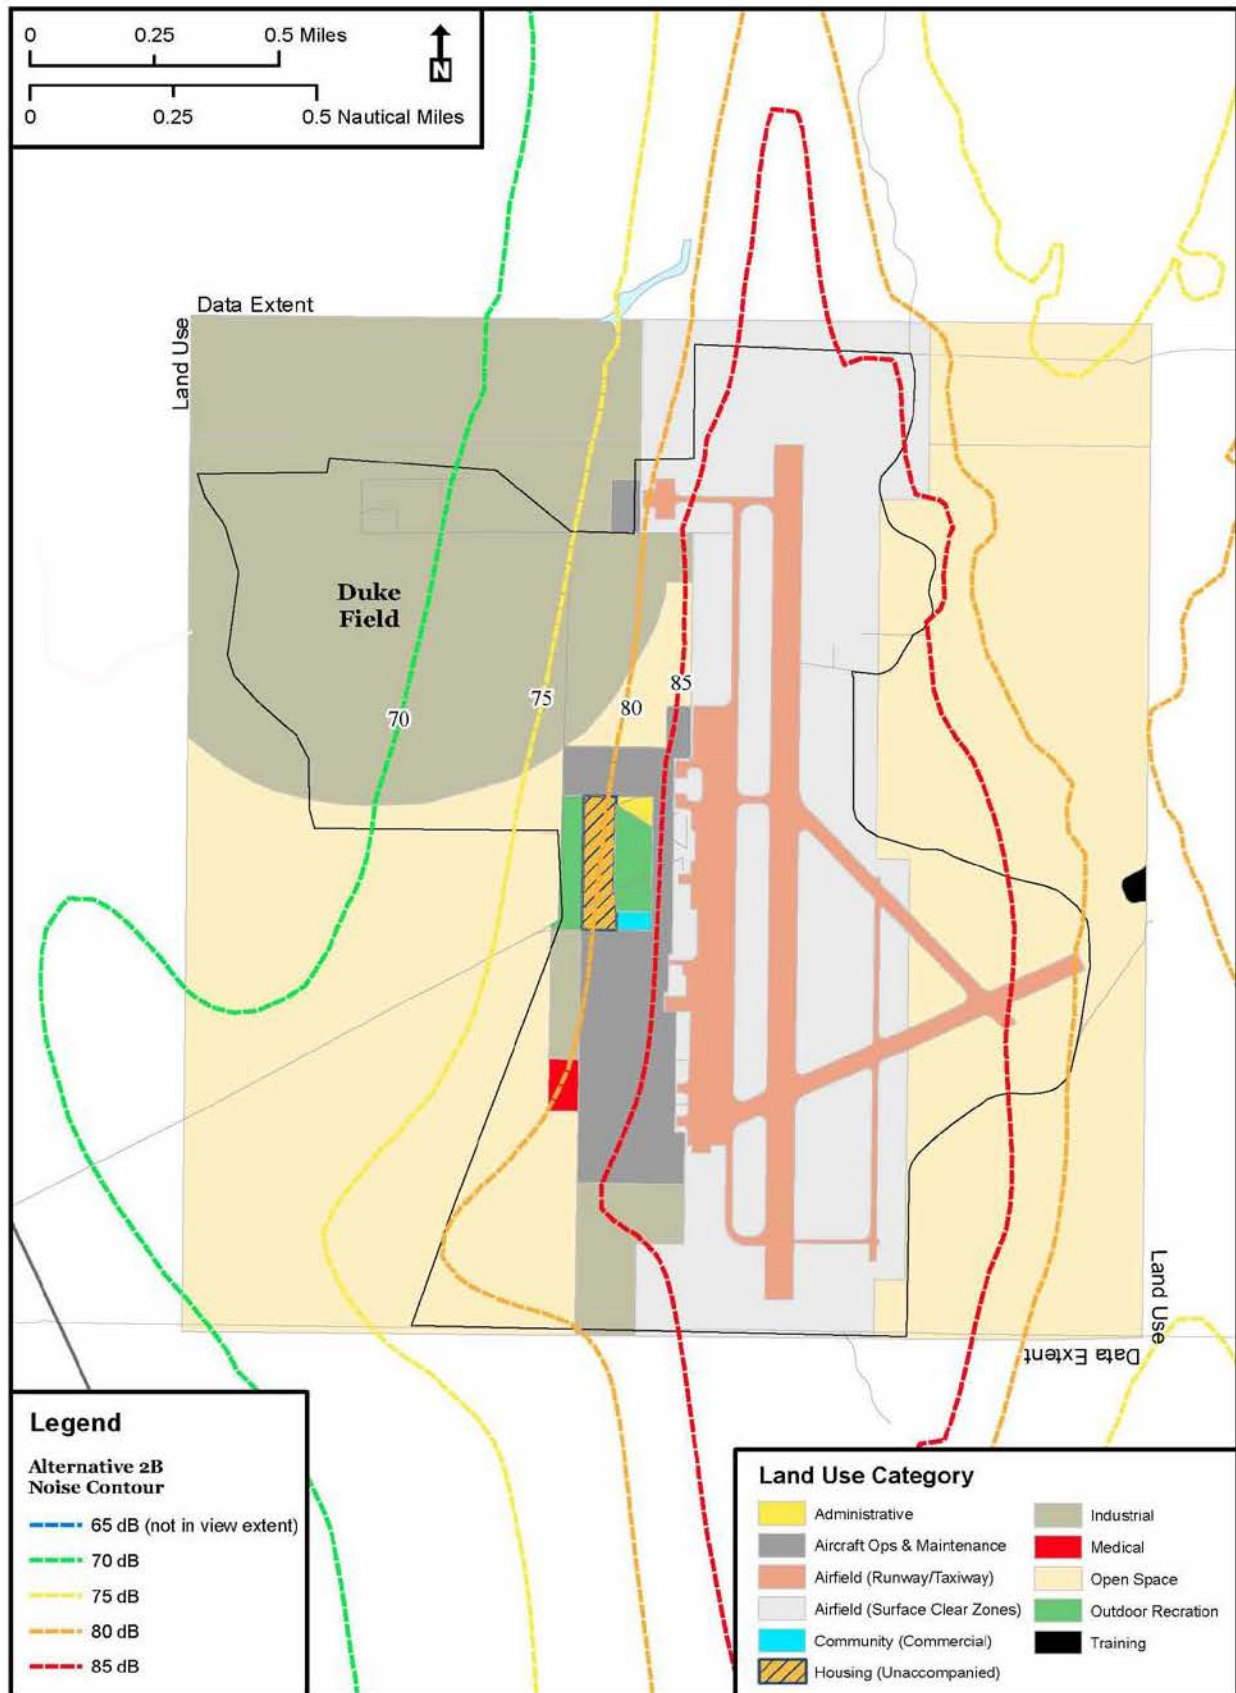 0 0.25 0.5 Miles
N
0 0.25 0.5 Nautical Miles
Data Extent
Land Use
Duke
Field
70
75
80
85
Land Use
Data Extent
Legend
Alternative 2B
Noise Contour
65 dB (not in view extent)
70 dB
75 dB
80 dB
85 dB
Land Use Category
Administrative
Aircraft Ops & Maintenance
Airfield (Runway/Taxiway)
Airfield (Surface Clear Zones)
Community (Commercial)
Housing (Unaccompanied)
Industrial
Medical
Open Space
Outdoor Recration
Training